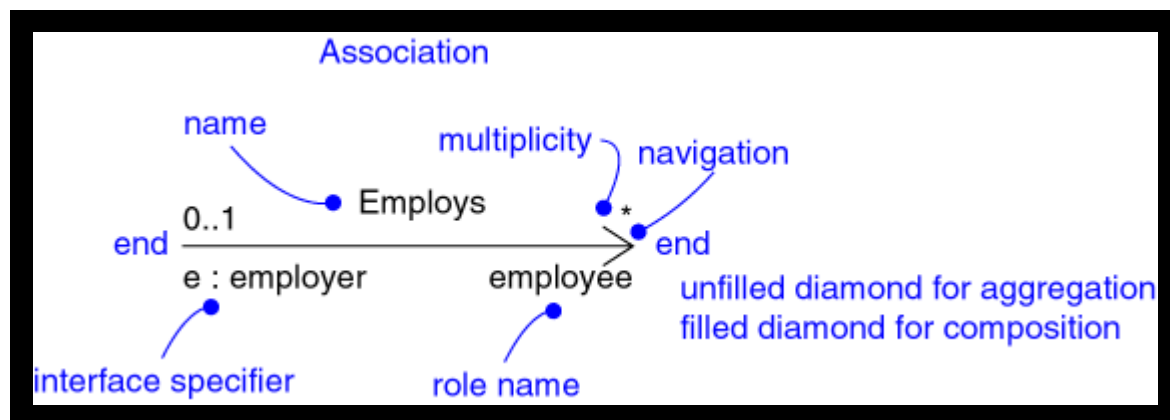 Association
name
multiplicity
navigation
Employs
0..1
*
end
end
e : employer
employee
unfilled diamond for aggregation
filled diamond for composition
interface specifier
role name